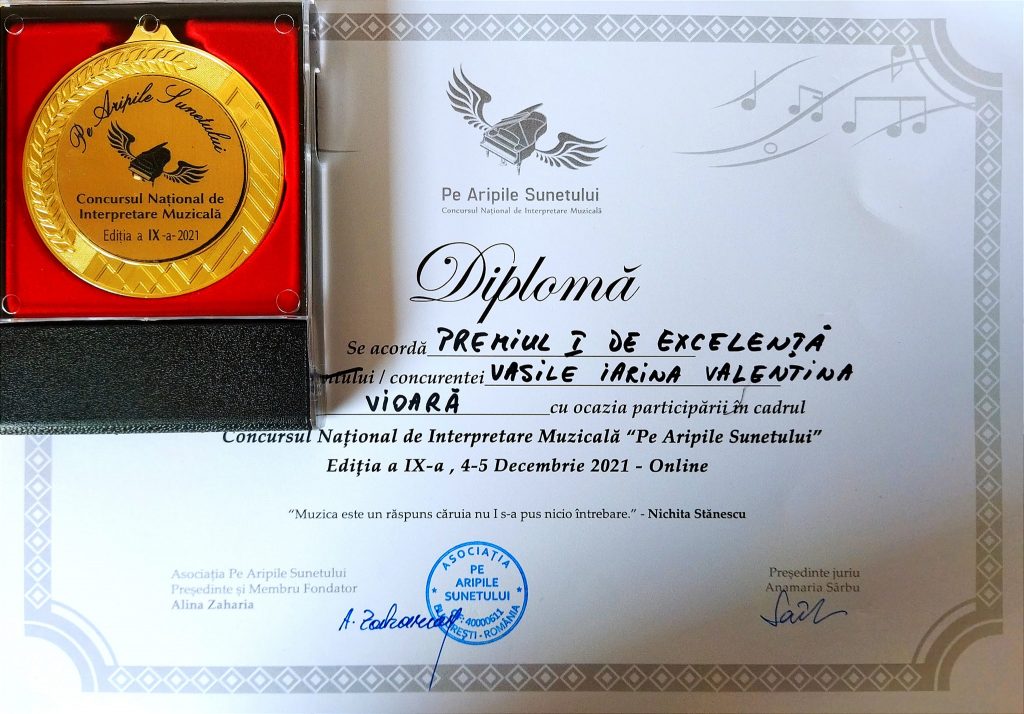 Pe Aripile Sunetului
Concursul Național de
Interpretare Muzicală
Ediția a IX-a-2021
Pe Aripile Sunetului
Concursul Național de Interpretare Muzicală
Diplomă
Se acordă PREMIUL I DE EXCELENȚĂ
/ concurentei VASILE IARINA VALENTINA
VIOARĂ cu ocazia participării în cadrul
Concursul Național de Interpretare Muzicală “Pe Aripile Sunetului”
Ediția a IX-a , 4-5 Decembrie 2021 - Online
“Muzica este un răspuns căruia nu I s-a pus nicio întrebare.” - Nichita Stănescu
Asociația Pe Aripile Sunetului
Președinte și Membru Fondator
Alina Zaharia
A. Zaharia
ASOCIAȚIA
PE
ARIPILE
SUNETULUI
40000611
BUCUREȘTI - ROMÂNIA
Președinte juriu
Anamaria Sârbu